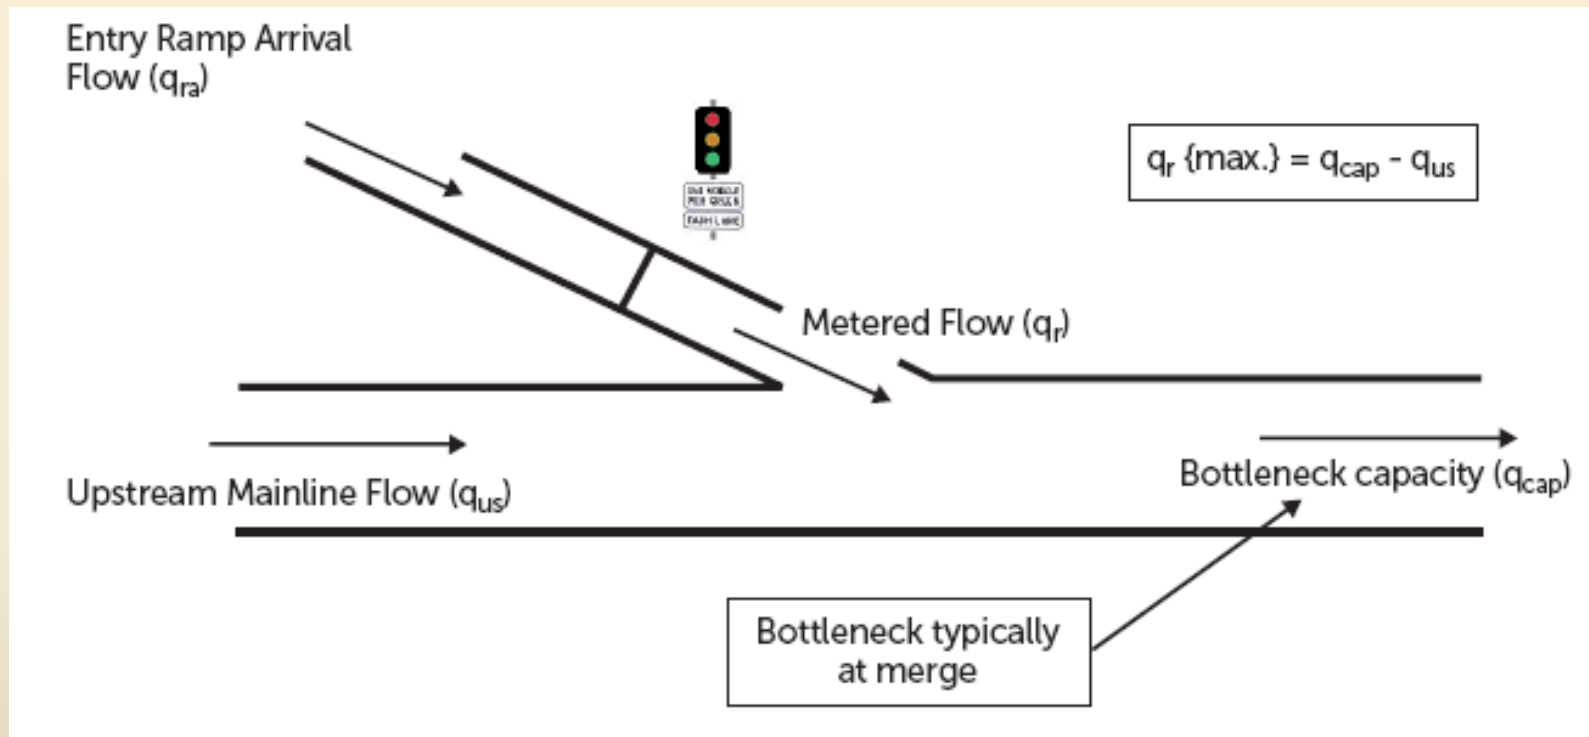 Entry Ramp Arrival
Flow (qra)
qr {max.} = qcap - qus
Metered Flow (qr)
Upstream Mainline Flow (qus)
Bottleneck capacity (qcap)
Bottleneck typically
at merge